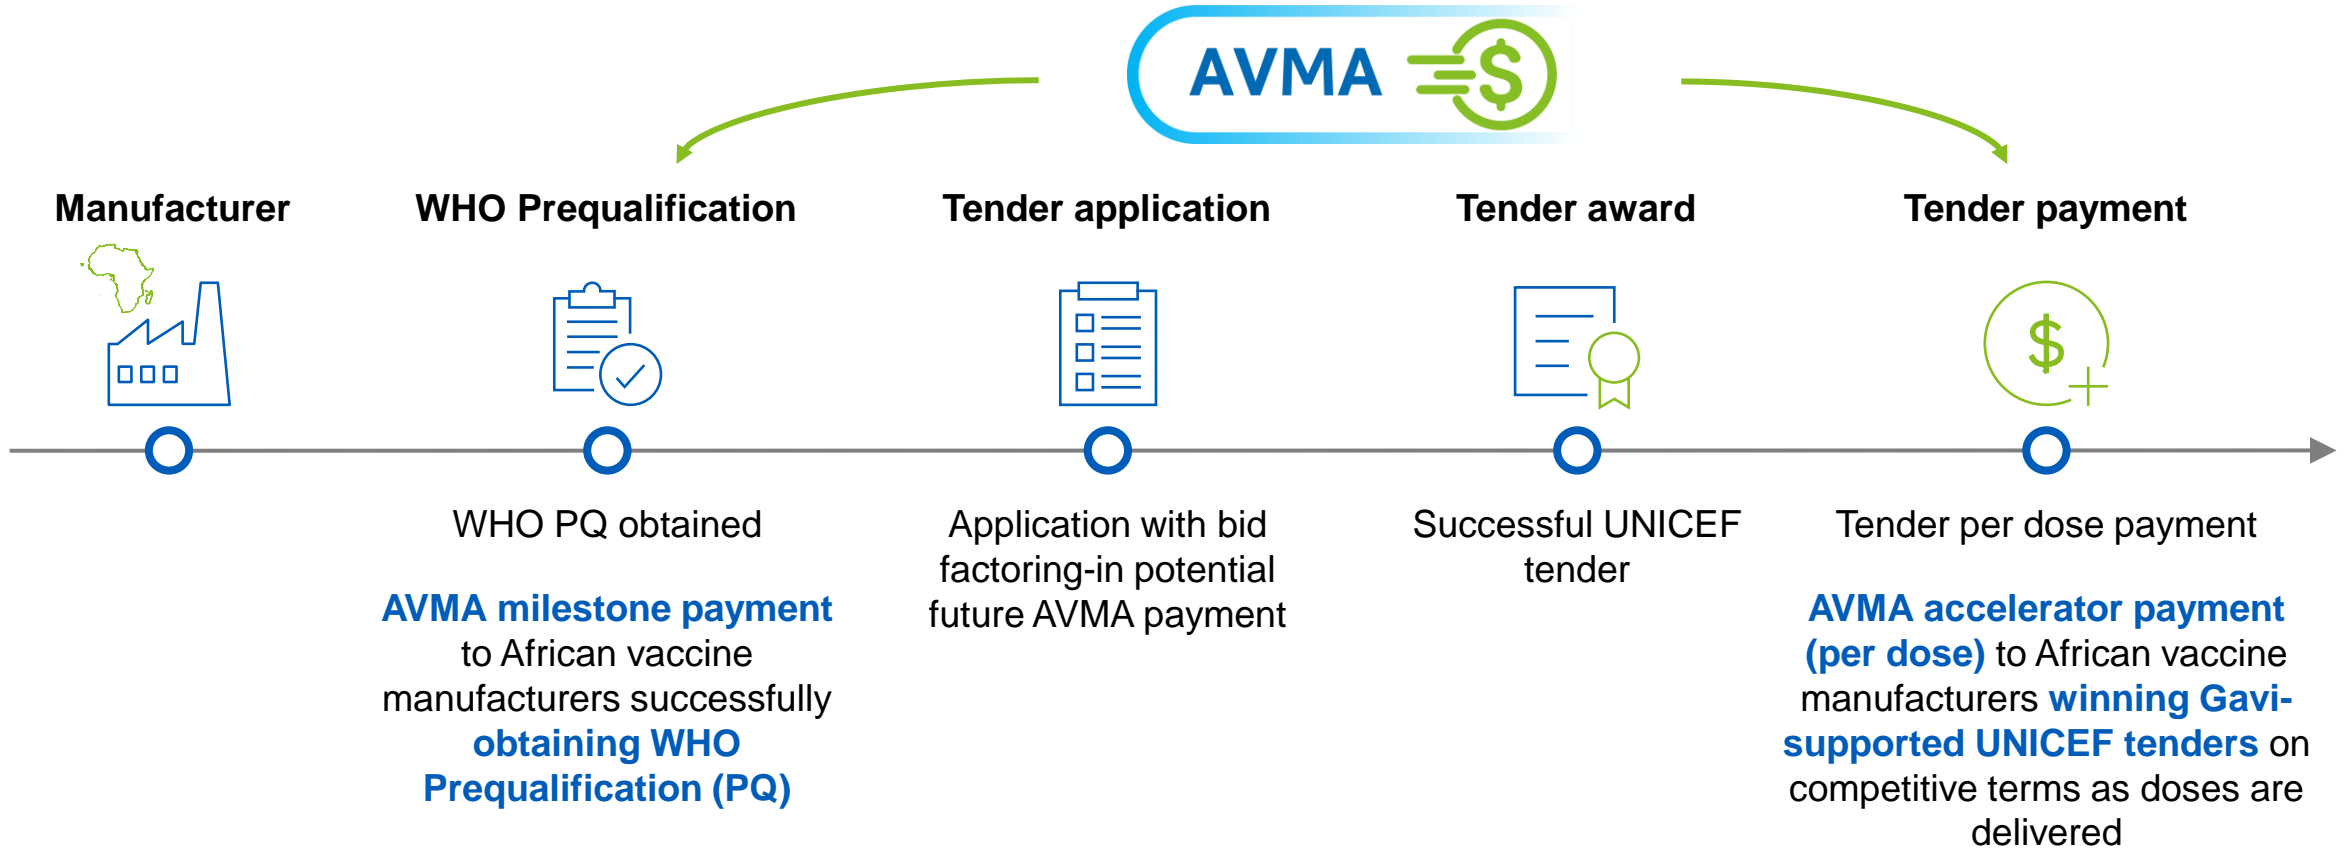 AVMA
Manufacturer
WHO Prequalification
WHO PQ obtained
AVMA milestone payment
to African vaccine
manufacturers successfully
obtaining WHO
Prequalification (PQ)
Tender application
Application with bid
factoring-in potential
future AVMA payment
Tender award
Successful UNICEF
tender
Tender payment
$
Tender per dose payment
AVMA accelerator payment
(per dose) to African vaccine
manufacturers winning Gavi-
supported UNICEF tenders on
competitive terms as doses are
delivered